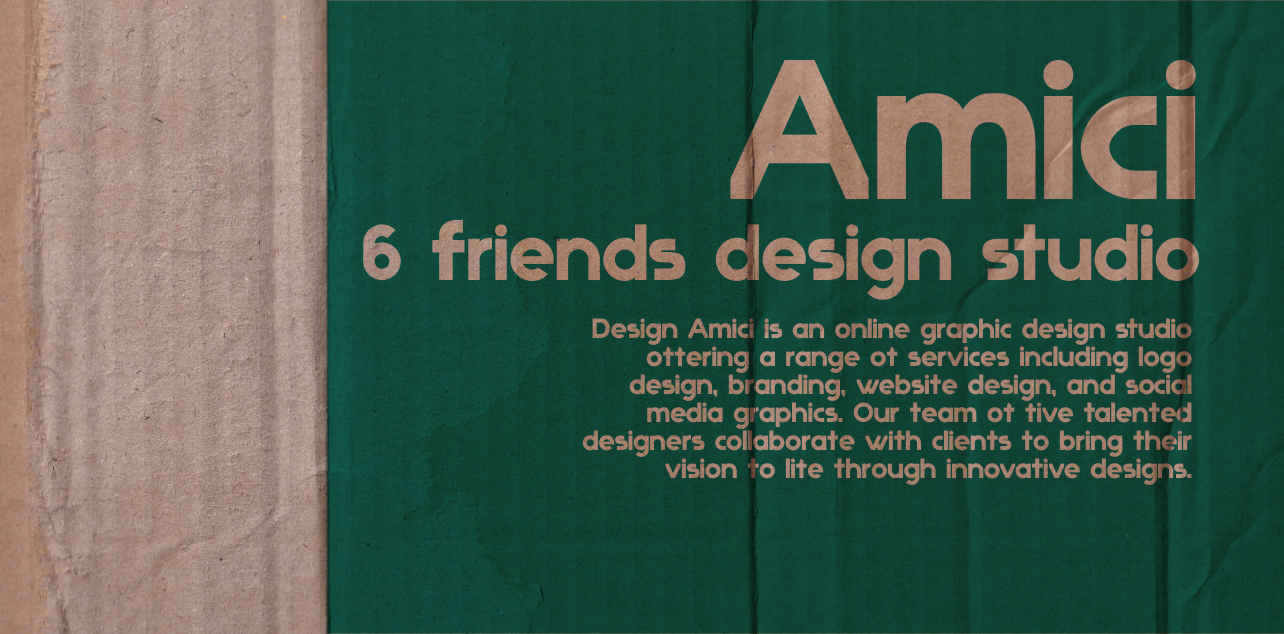 Amici
6 friends design studio
Design Amici is an online graphic design studio
offering a range of services including logo
design, branding, website design, and social
media graphics. Our team of five talented
designers collaborate with clients to bring their
vision to life through innovative designs.